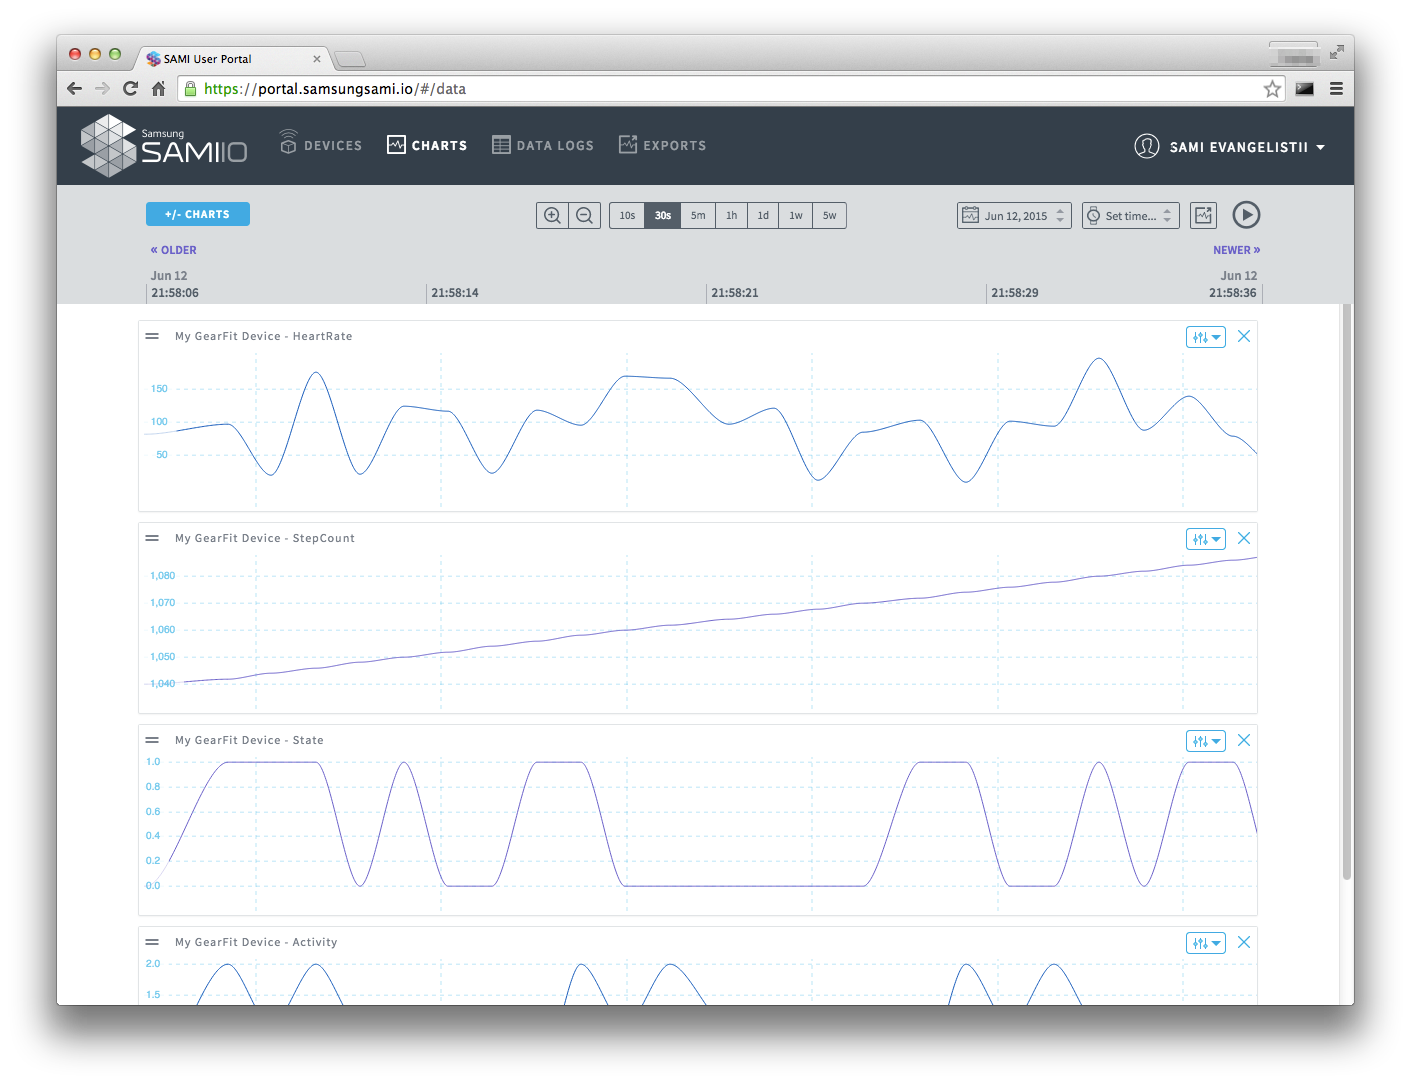 SAMI User Portal
https://portal.samsungsami.io/#/data
Samsung
SAMIIO
DEVICES
CHARTS
DATA LOGS
EXPORTS
SAMI EVANGELISTII
+/- CHARTS
10s 30s 5m 1h 1d 1w 5w
Jun 12, 2015
Set time...
« OLDER
NEWER »
Jun 12
Jun 12
21:58:06 21:58:14 21:58:21 21:58:29 21:58:36
My GearFit Device - HeartRate
150
100
50
My GearFit Device - StepCount
1,080
1,070
1,060
1,050
1,040
My GearFit Device - State
1.0
0.8
0.6
0.4
0.2
0.0
My GearFit Device - Activity
2.0
1.5